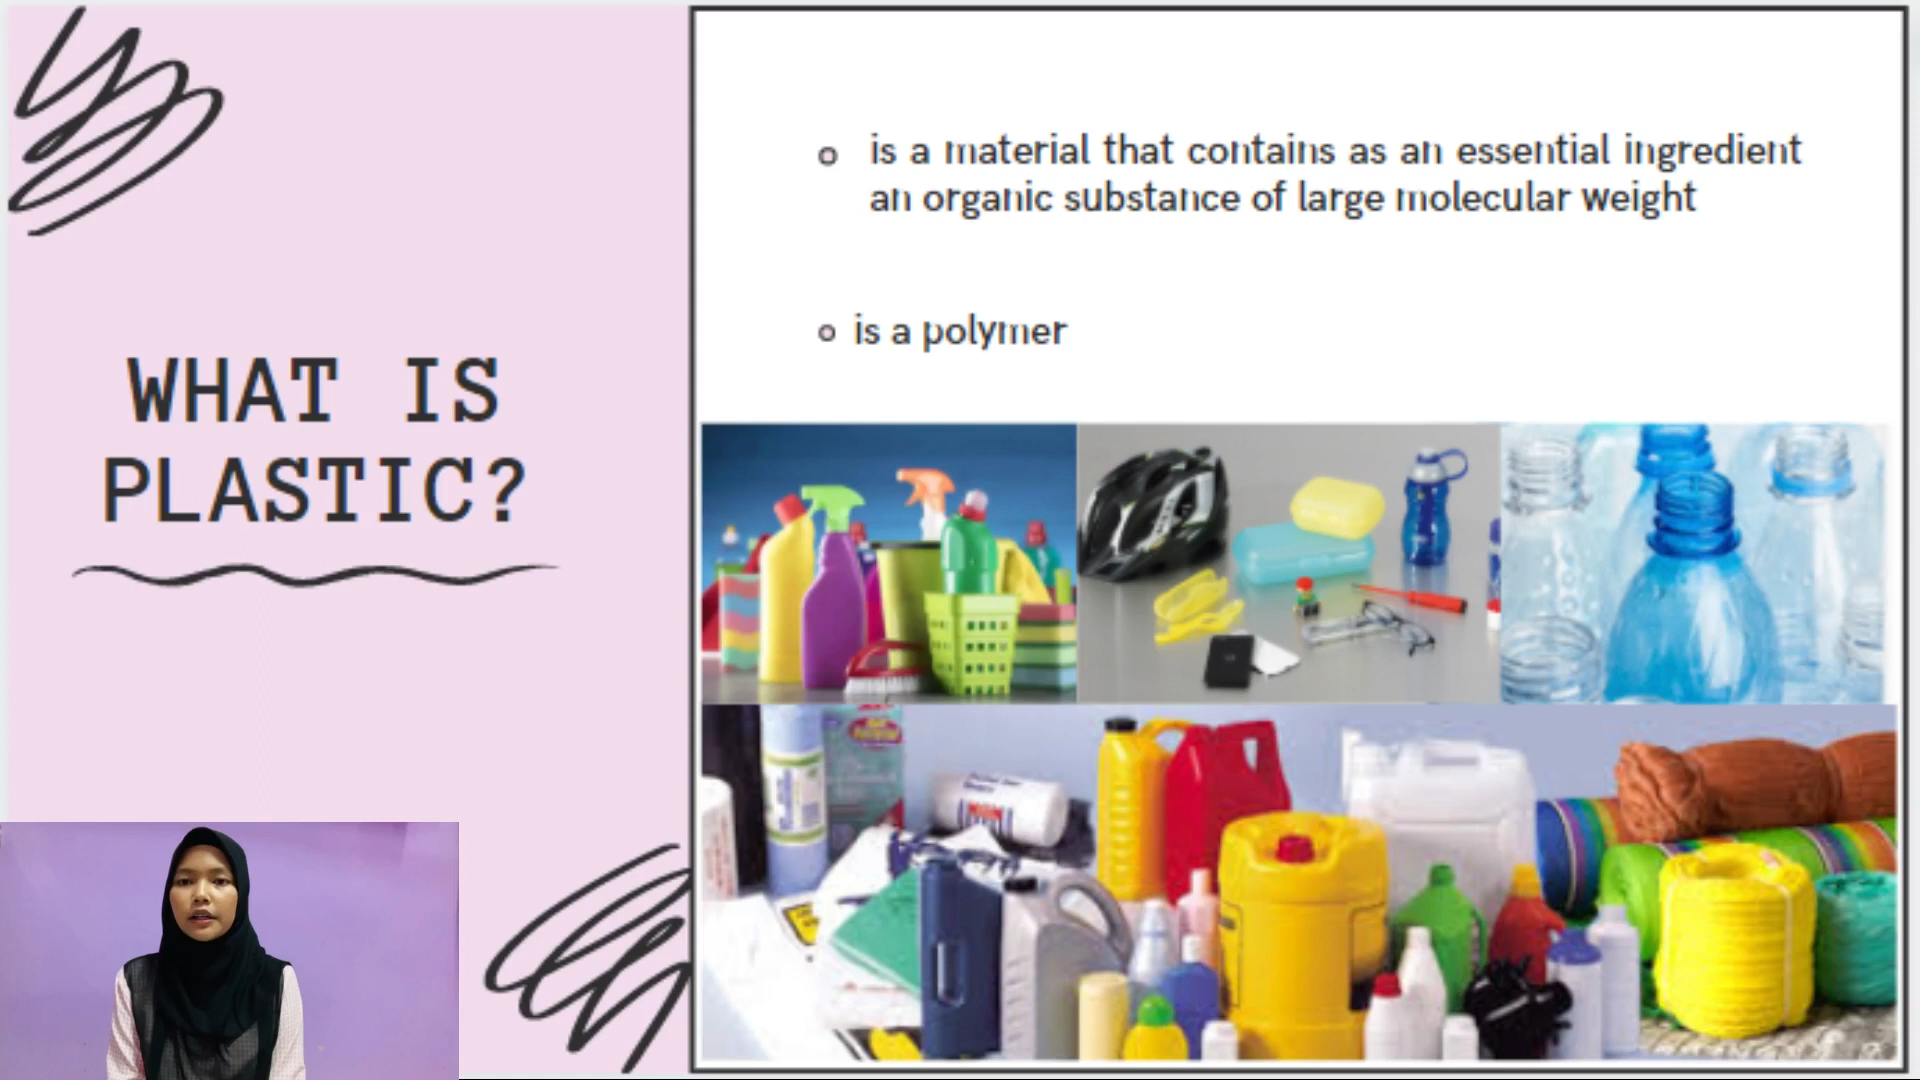 WHAT IS
PLASTIC?
is a material that contains as an essential ingredient
an organic substance of large molecular weight
is a polymer